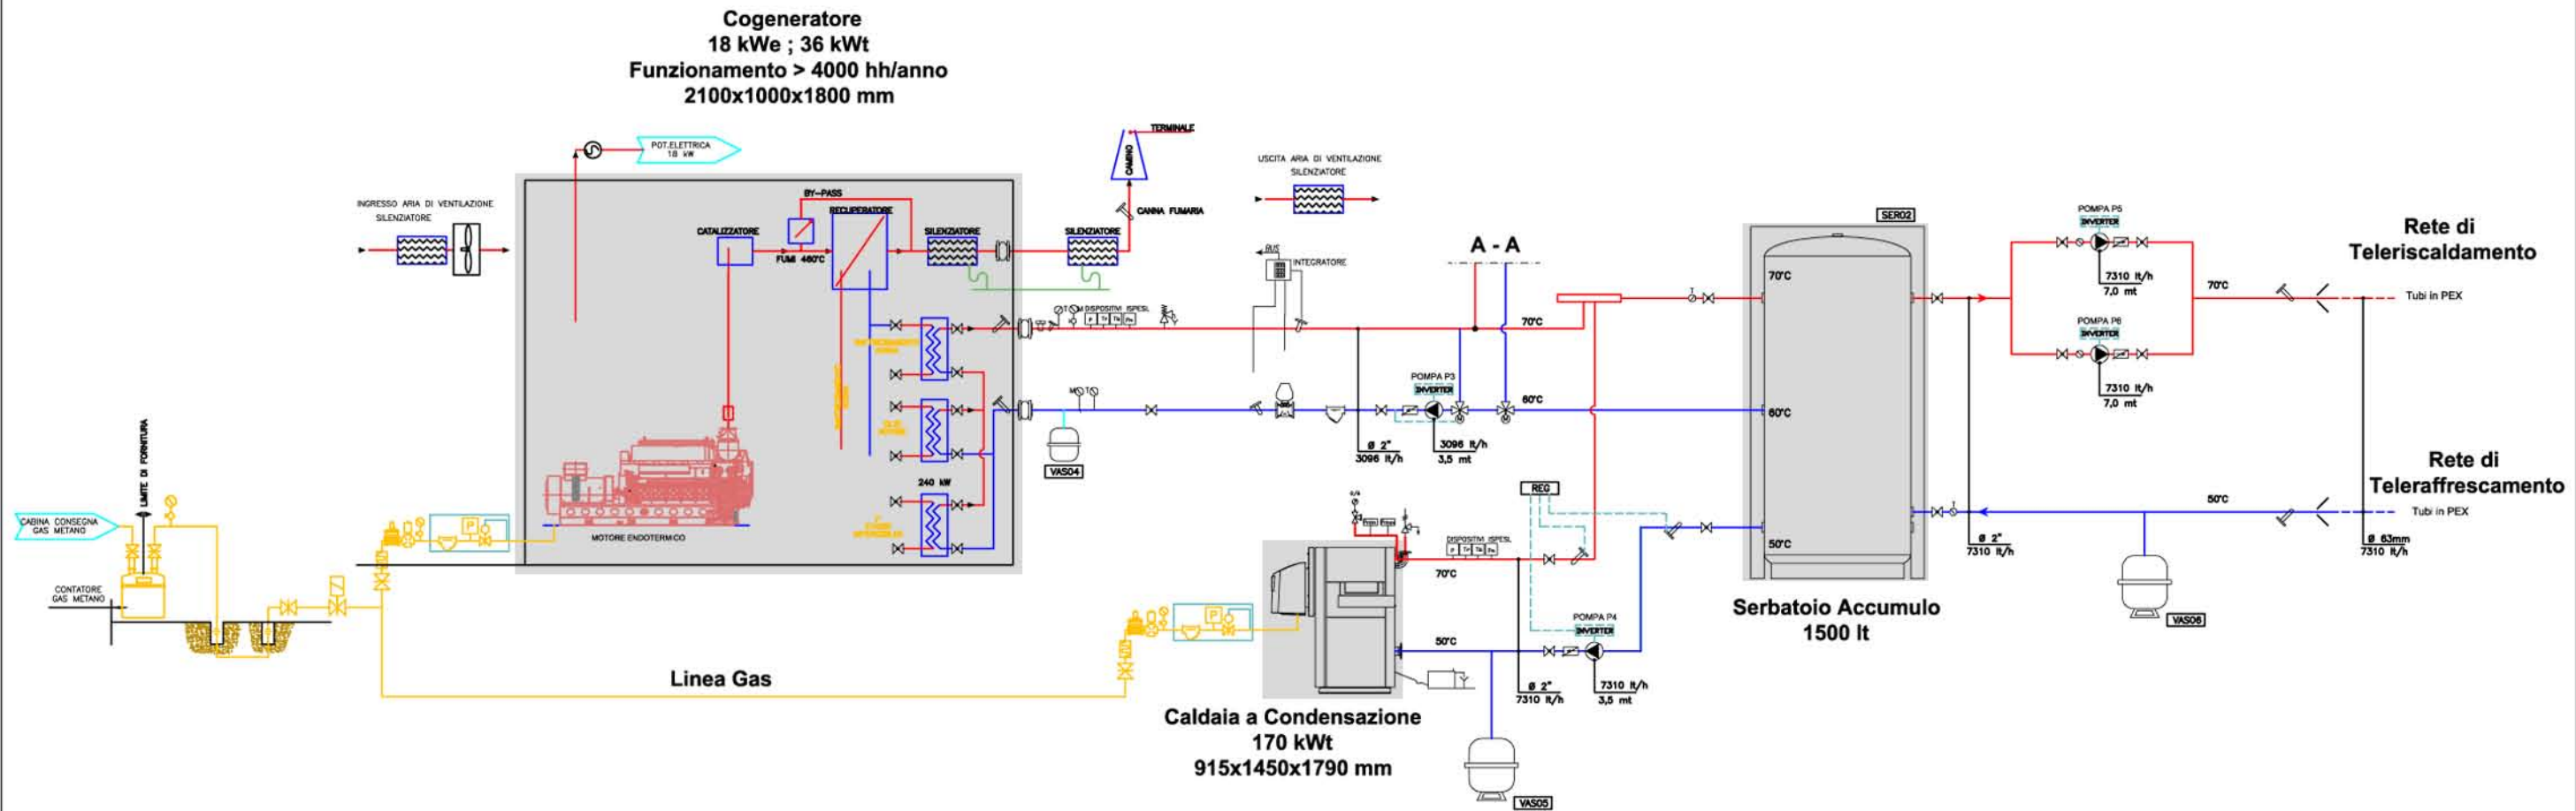 Cogeneratore
18 kWe ; 36 kWt
Funzionamento > 4000 hh/anno
2100x1000x1800 mm
POT.ELETTRICA
18 kW
INGRESSO ARIA DI VENTILAZIONE
SILENZIATORE
BY-PASS
RECUPERATORE
CATALIZZATORE
FUMI 460°C
SILENZIATORE
SILENZIATORE
TERMINALE
CAMINO
CANNA FUMARIA
USCITA ARIA DI VENTILAZIONE
SILENZIATORE
BUS
INTEGRATORE
A - A
DISPOSITIVI ISPESL
70°C
M T
POMPA P3
INVERTER
60°C
Ø 2"
3096 lt/h
3096 lt/h
3,5 mt
VAS04
240 kW
MOTORE ENDOTERMICO
LIMITE DI FORNITURA
CABINA CONSEGNA
GAS METANO
CONTATORE
GAS METANO
P
Linea Gas
P
REG
DISPOSITIVI ISPESL
70°C
50°C
POMPA P4
INVERTER
Ø 2"
7310 lt/h
7310 lt/h
3,5 mt
Caldaia a Condensazione
170 kWt
915x1450x1790 mm
VAS05
SER02
70°C
60°C
50°C
Serbatoio Accumulo
1500 lt
POMPA P5
INVERTER
7310 lt/h
7,0 mt
POMPA P6
INVERTER
7310 lt/h
7,0 mt
70°C
Rete di
Teleriscaldamento
Tubi in PEX
Rete di
Teleraffrescamento
50°C
Tubi in PEX
Ø 2"
7310 lt/h
Ø 63mm
7310 lt/h
VAS06